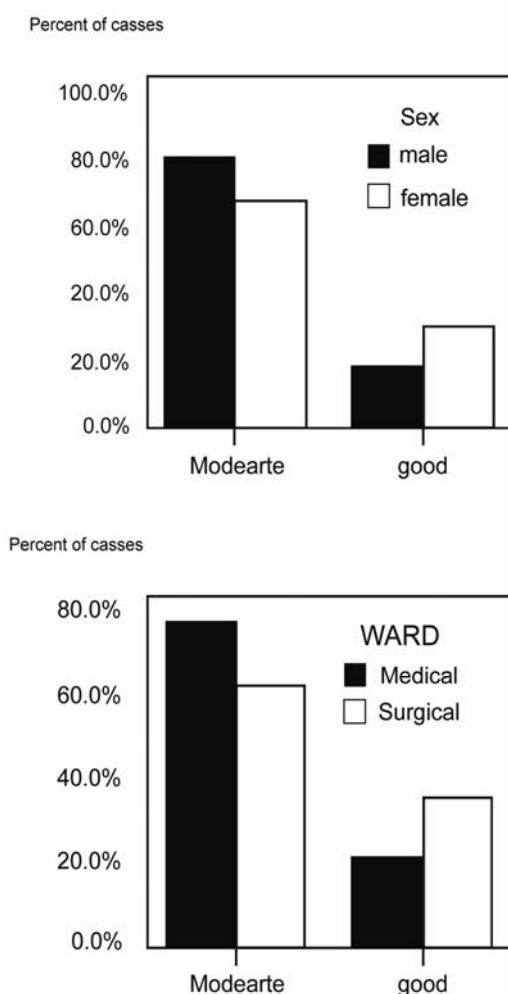 Percent of casses
100.0%
Sex
80.0%
male
female
60.0%
20.0%
20.0%
0.0%
Modearte good
Percent of casses
80.0%
WARD
Medical
60.0%
Surgical
40.0%
20.0%
0.0%
Modearte good